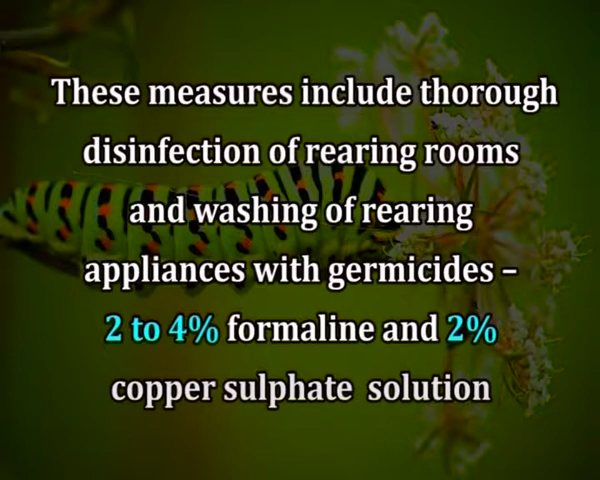 These measures include thorough
disinfection of rearing rooms
and washing of rearing
appliances with germicides –
2 to 4% formaline and 2%
copper sulphate solution